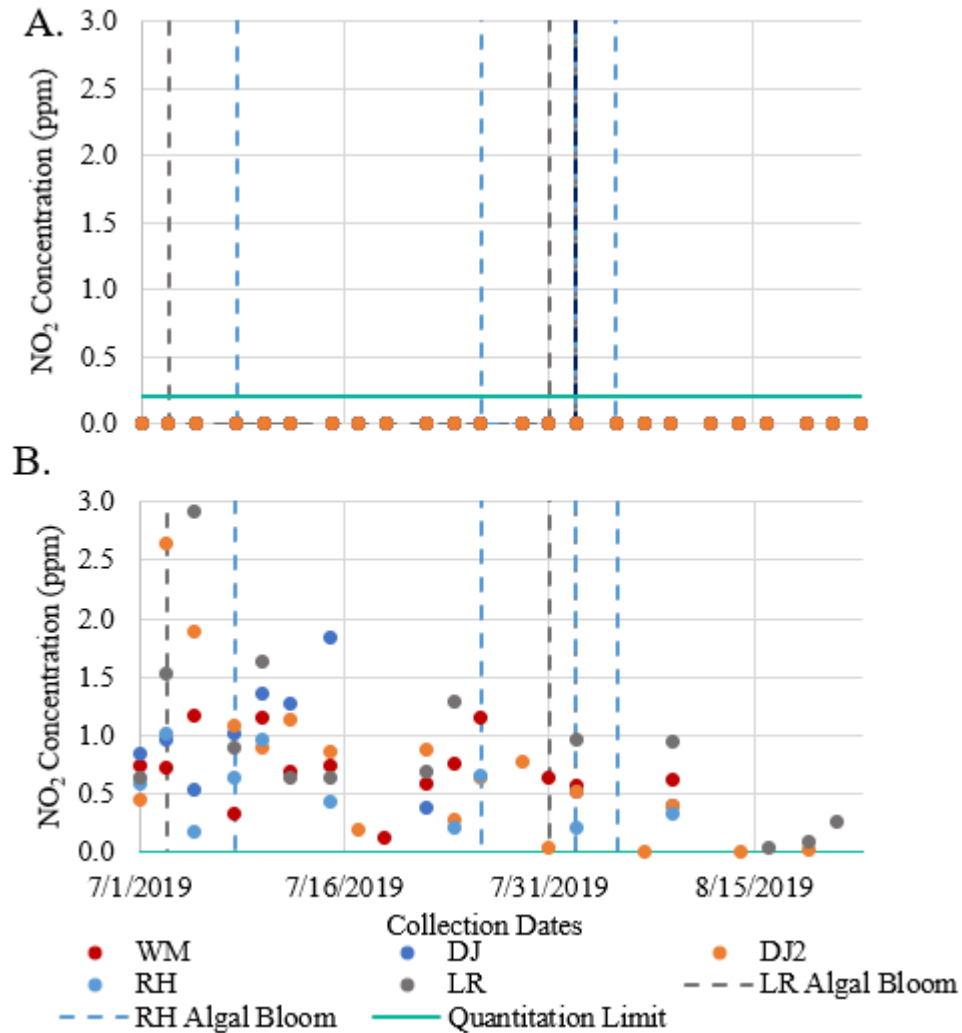 A.
NO₂ Concentration (ppm)
3.0
2.5
2.0
1.5
1.0
0.5
0.0
B.
NO₂ Concentration (ppm)
3.0
2.5
2.0
1.5
1.0
0.5
0.0
7/1/2019 7/16/2019 7/31/2019 8/15/2019
Collection Dates
WM DJ DJ2
RH LR LR Algal Bloom
RH Algal Bloom Quantitation Limit